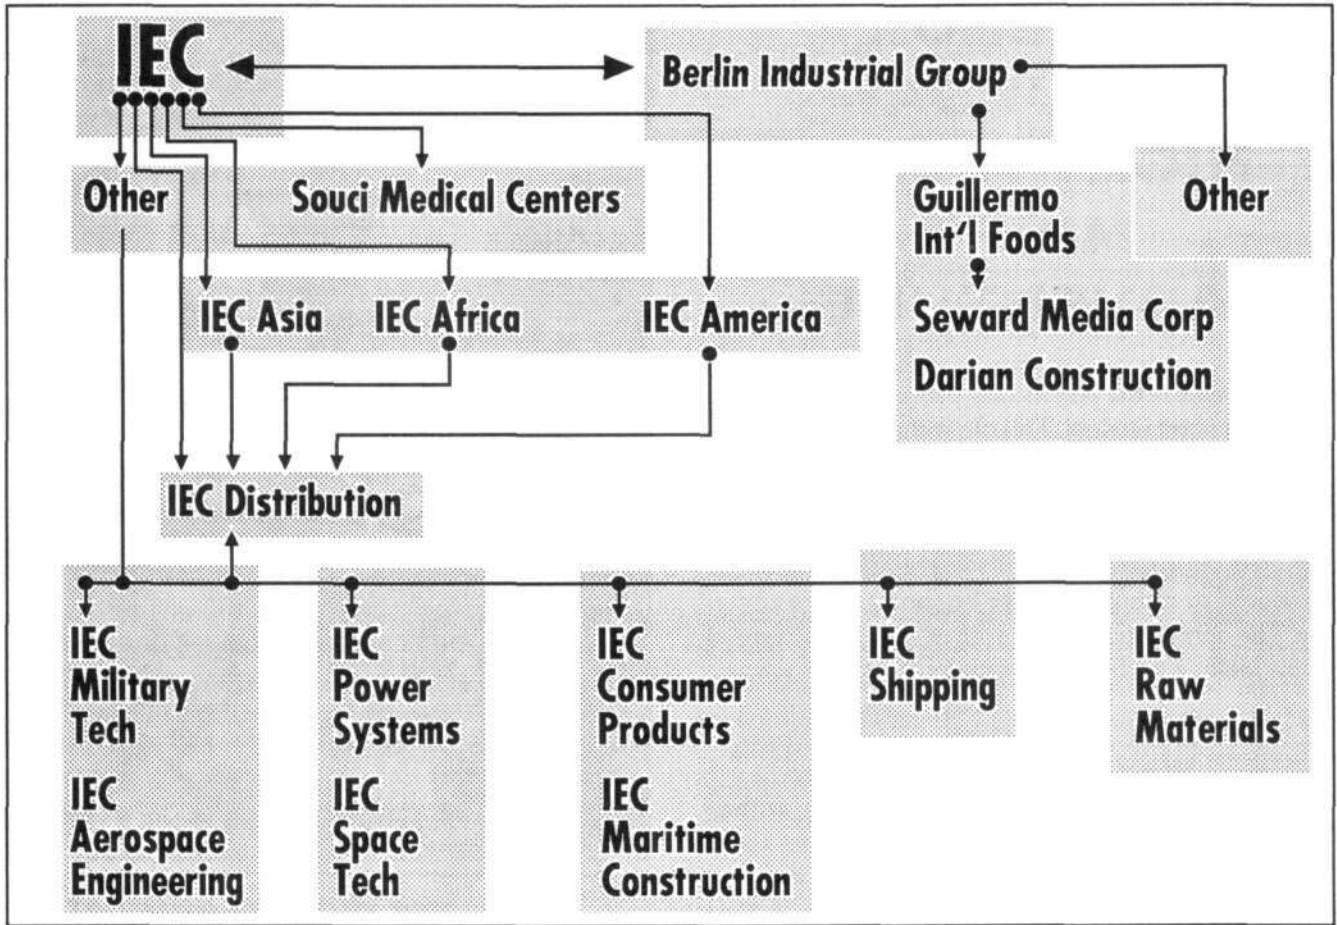 IEC
Berlin Industrial Group
Other
Souci Medical Centers
Guillermo
Int'l Foods
Other
IEC Asia
IEC Africa
IEC America
Seward Media Corp
Darian Construction
IEC Distribution
IEC
Military
Tech
IEC
Power
Systems
IEC
Consumer
Products
IEC
Shipping
IEC
Raw
Materials
IEC
Aerospace
Engineering
IEC
Space
Tech
IEC
Maritime
Construction